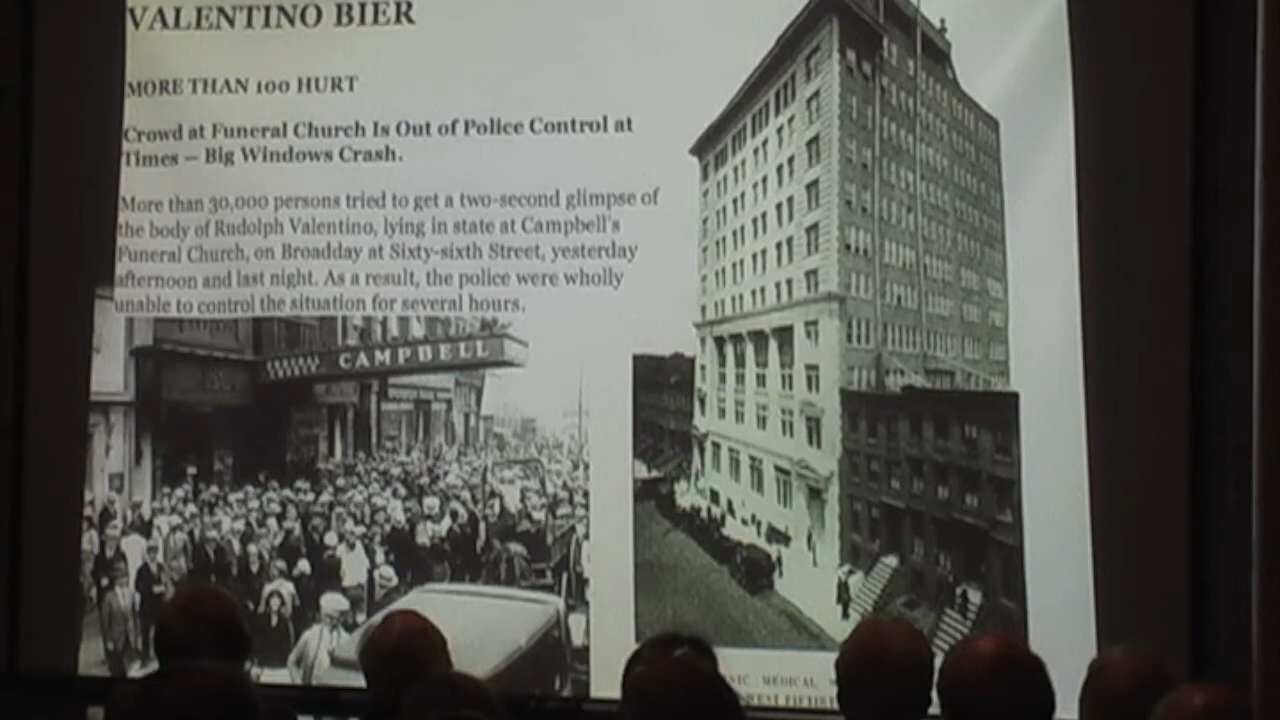 VALENTINO BIER
MORE THAN 100 HURT
Crowd at Funeral Church Is Out of Police Control at
Times – Big Windows Crash.
More than 30,000 persons tried to get a two-second glimpse of
the body of Rudolph Valentino, lying in state at Campbell's
Funeral Church, on Broadday at Sixty-sixth Street, yesterday
afternoon and last night. As a result, the police were wholly
unable to control the situation for several hours.
CAMPBELL
MEDICAL